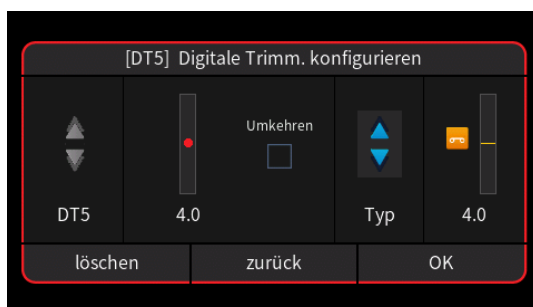 [DT5] Digitale Trimm. konfigurieren
Umkehren
DT5 4.0 Typ 4.0
löschen zurück OK